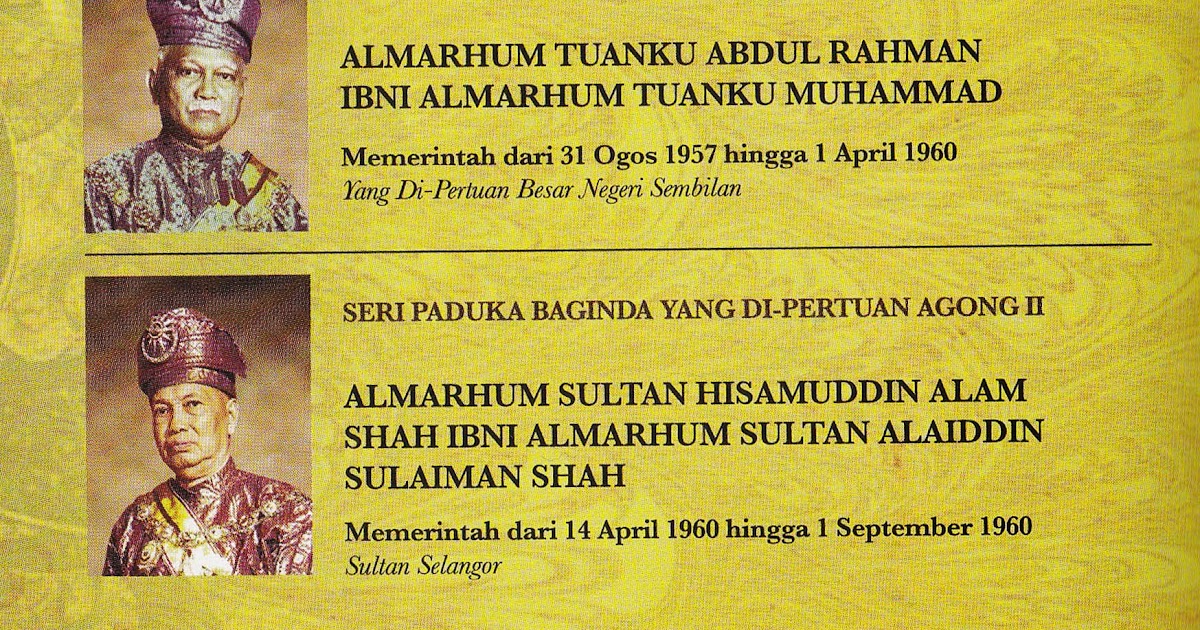 ALMARHUM TUANKU ABDUL RAHMAN
IBNI ALMARHUM TUANKU MUHAMMAD
Memerintah dari 31 Ogos 1957 hingga 1 April 1960
Yang Di-Pertuan Besar Negeri Sembilan
SERI PADUKA BAGINDA YANG DI-PERTUAN AGONG II
ALMARHUM SULTAN HISAMUDDIN ALAM
SHAH IBNI ALMARHUM SULTAN ALAIDDIN
SULAIMAN SHAH
Memerintah dari 14 April 1960 hingga 1 September 1960
Sultan Selangor